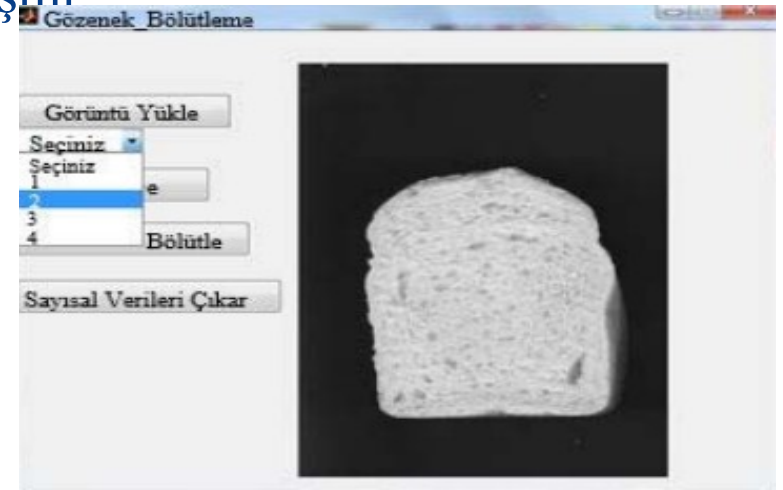 Gözenek_Bölütleme
Görüntü Yükle
Seçiniz
Seçiniz
1
2
3
4
e
Bölütle
Sayısal Verileri Çıkar